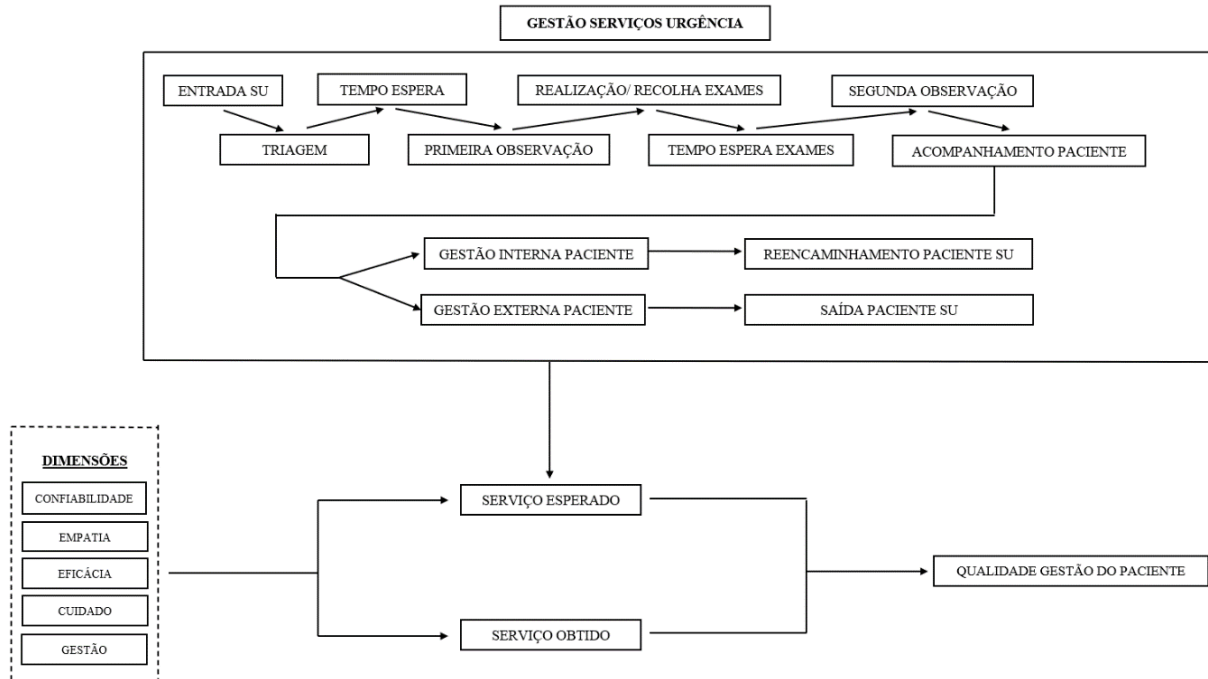 GESTÃO SERVIÇOS URGÊNCIA
ENTRADA SU
TEMPO ESPERA
REALIZAÇÃO/ RECOLHA EXAMES
SEGUNDA OBSERVAÇÃO
TRIAGEM
PRIMEIRA OBSERVAÇÃO
TEMPO ESPERA EXAMES
ACOMPANHAMENTO PACIENTE
GESTÃO INTERNA PACIENTE
REENCAMINHAMENTO PACIENTE SU
GESTÃO EXTERNA PACIENTE
SAÍDA PACIENTE SU
DIMENSÕES
CONFIABILIDADE
EMPATIA
EFICÁCIA
CUIDADO
GESTÃO
SERVIÇO ESPERADO
SERVIÇO OBTIDO
QUALIDADE GESTÃO DO PACIENTE